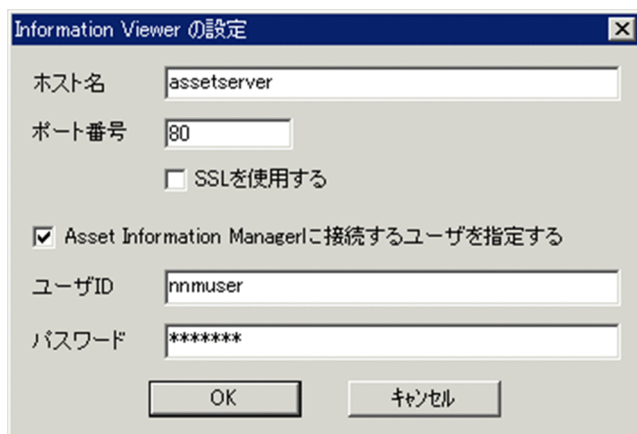 Information Viewer の設定
ホスト名 assetserver
ポート番号 80
SSLを使用する
Asset Information Managerに接続するユーザを指定する
ユーザID nnmuser
パスワード *******
OK キャンセル